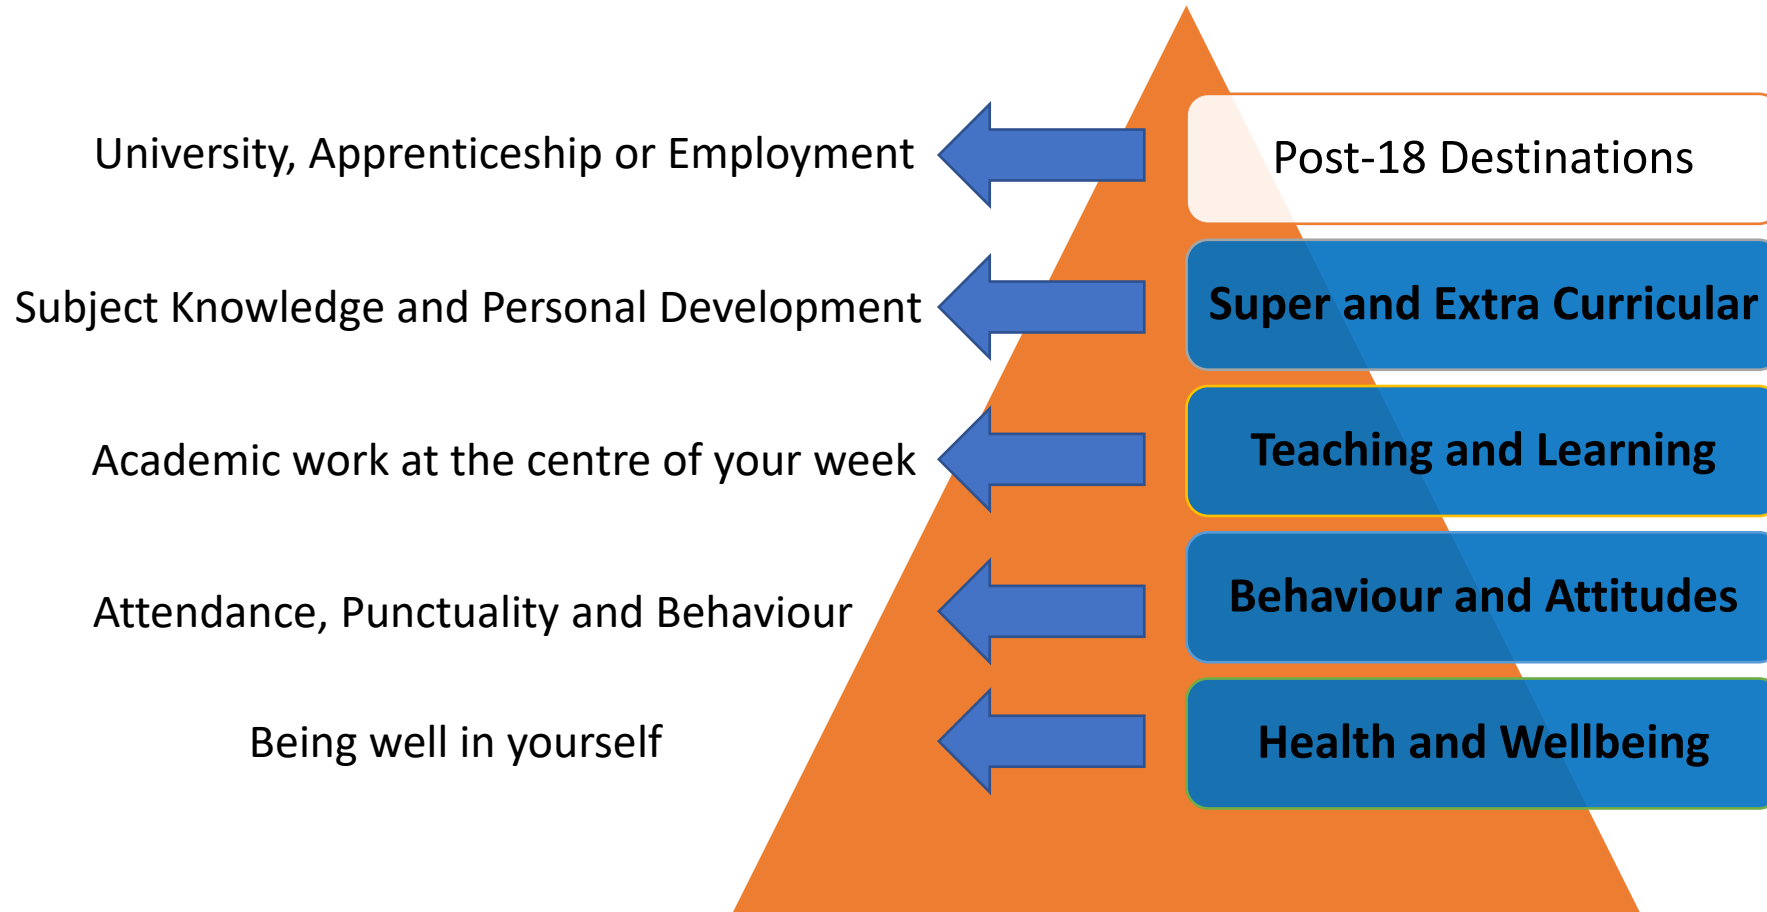 University, Apprenticeship or Employment
Post-18 Destinations
Subject Knowledge and Personal Development
Super and Extra Curricular
Academic work at the centre of your week
Teaching and Learning
Attendance, Punctuality and Behaviour
Behaviour and Attitudes
Being well in yourself
Health and Wellbeing